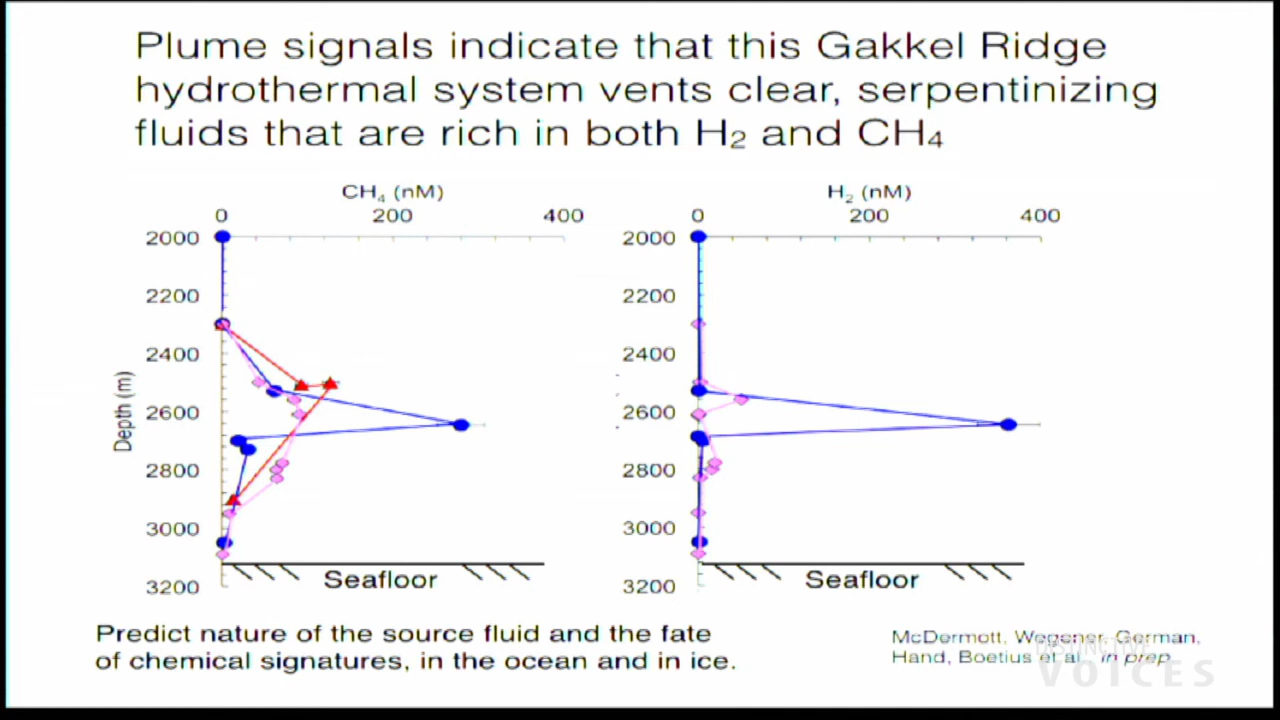 Plume signals indicate that this Gakkel Ridge
hydrothermal system vents clear, serpentinizing
fluids that are rich in both H₂ and CH₄
CH₄ (nM)
0 200 400
2000
2200
2400
2600
2800
3000
3200
Depth (m)
Seafloor
H₂ (nM)
0 200 400
2000
2200
2400
2600
2800
3000
3200
Seafloor
Predict nature of the source fluid and the fate
of chemical signatures, in the ocean and in ice.
McDermott, Wegener, German,
Hand, Boetius et al in prep
DISTINCTIVE
VOICES